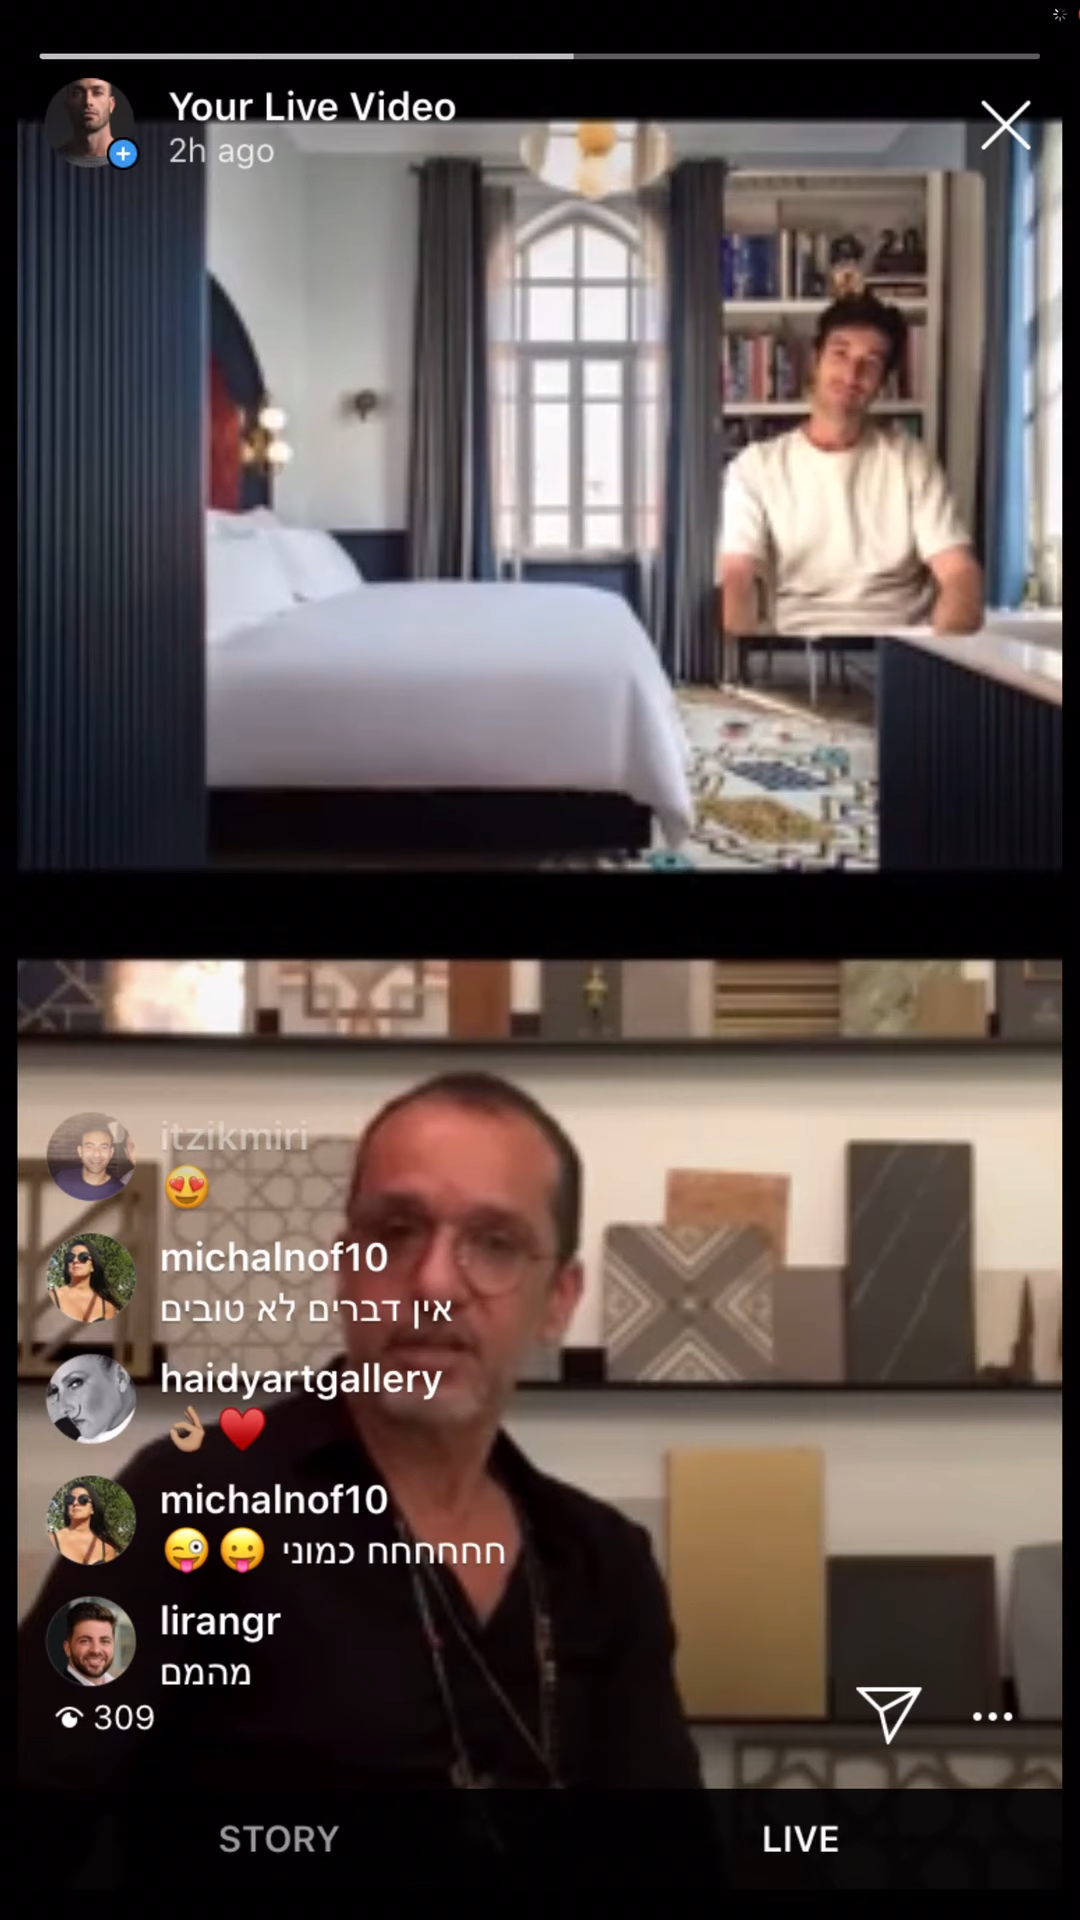 Your Live Video
2h ago
itzikmiri
😍
michalnof10
אין דברים לא טובים
haidyartgallery
👌🏼 ♥️
michalnof10
😜 😛 חחחחחח כמוני
lirangr
מהמם
309
STORY
LIVE